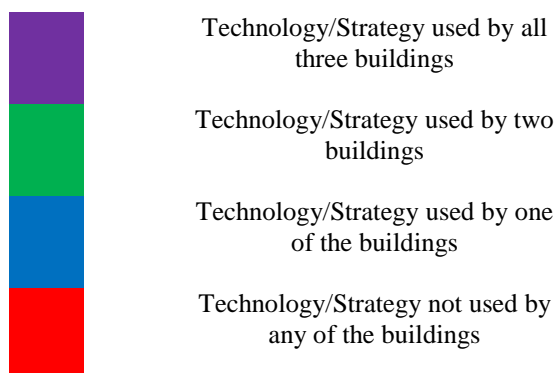 Technology/Strategy used by all
three buildings
Technology/Strategy used by two
buildings
Technology/Strategy used by one
of the buildings
Technology/Strategy not used by
any of the buildings